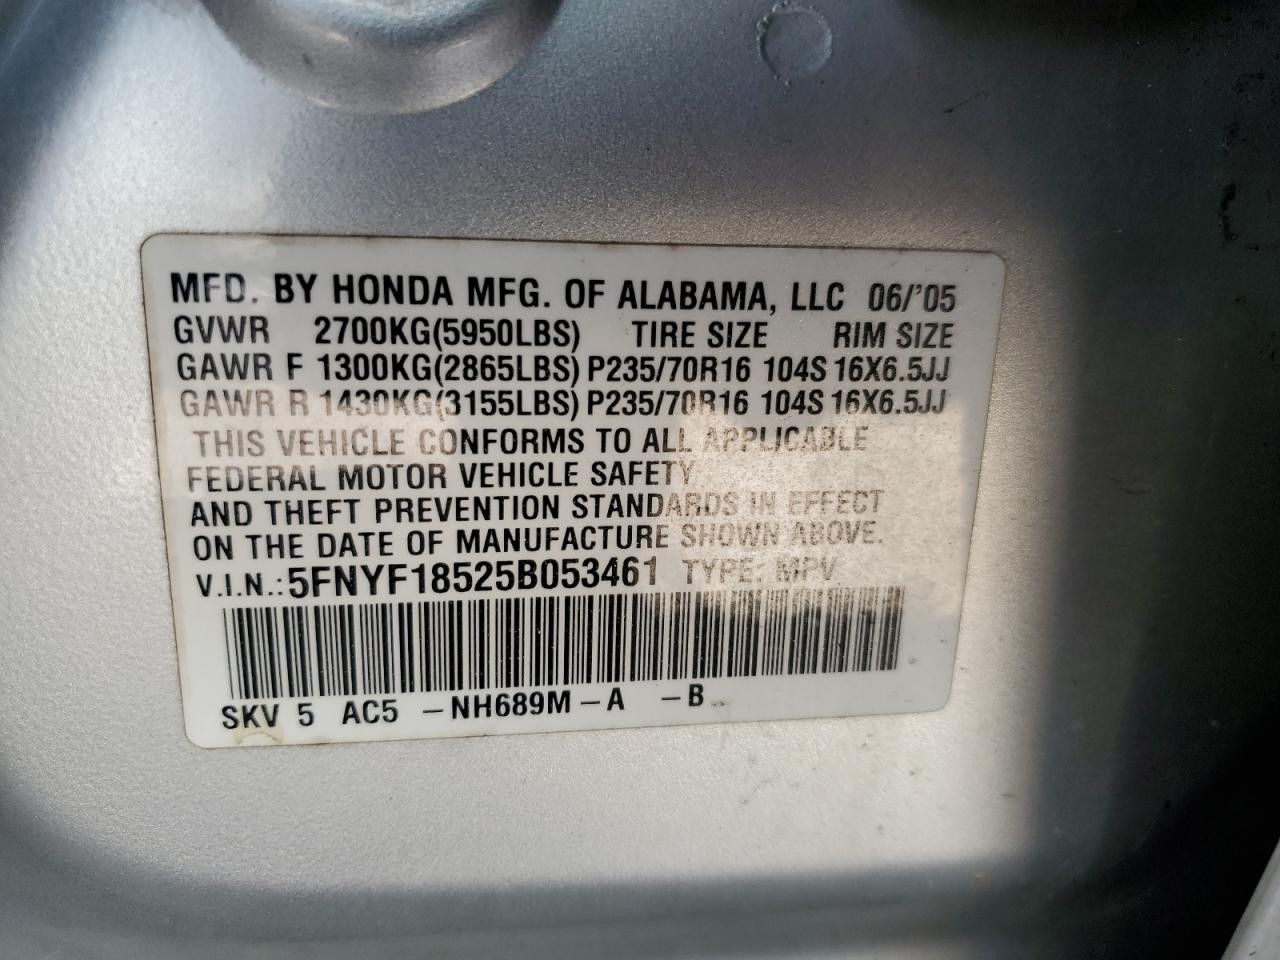 MFD. BY HONDA MFG. OF ALABAMA, LLC 06/'05
GVWR 2700KG(5950LBS) TIRE SIZE RIM SIZE
GAWR F 1300KG(2865LBS) P235/70R16 104S 16X6.5JJ
GAWR R 1430KG(3155LBS) P235/70R16 104S 16X6.5JJ
THIS VEHICLE CONFORMS TO ALL APPLICABLE
FEDERAL MOTOR VEHICLE SAFETY
AND THEFT PREVENTION STANDARDS IN EFFECT
ON THE DATE OF MANUFACTURE SHOWN ABOVE.
V.I.N.: 5FNYF18525B053461 TYPE: MPV
SKV 5 AC5 -NH689M-A -B